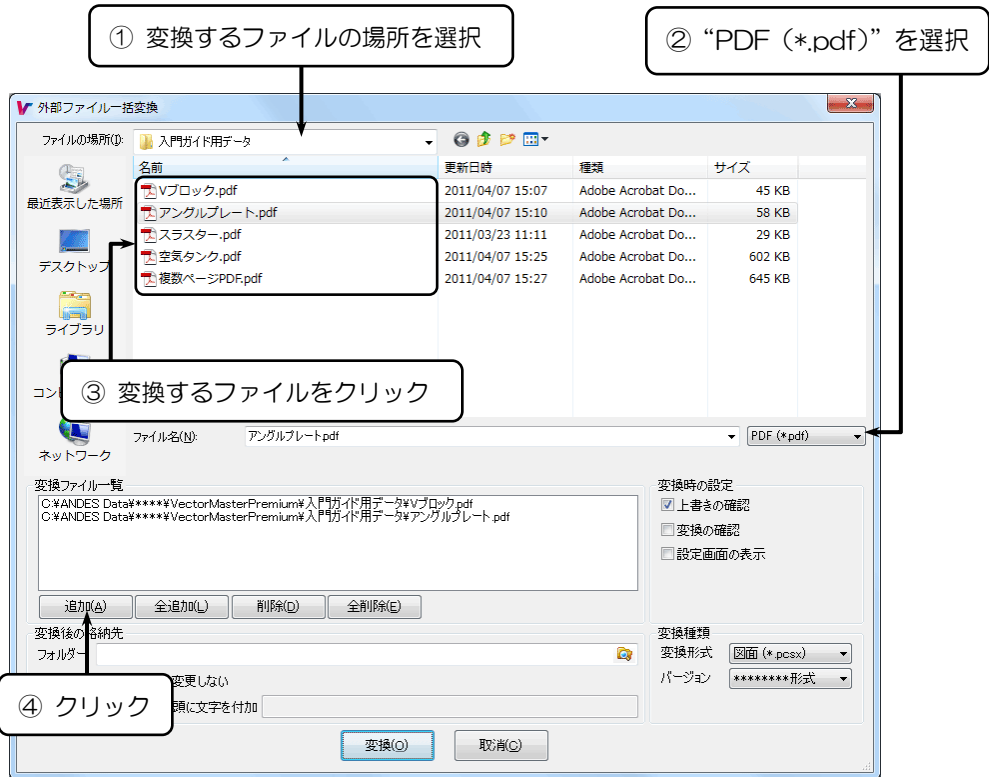 ① 変換するファイルの場所を選択
② “PDF（*.pdf）”を選択
外部ファイル一括変換
ファイルの場所(I): 入門ガイド用データ
名前 更新日時 種類 サイズ
Vブロック.pdf 2011/04/07 15:07 Adobe Acrobat Do... 45 KB
アングルプレート.pdf 2011/04/07 15:10 Adobe Acrobat Do... 58 KB
スラスター.pdf 2011/03/23 11:11 Adobe Acrobat Do... 29 KB
空気タンク.pdf 2011/04/07 15:25 Adobe Acrobat Do... 602 KB
複数ページPDF.pdf 2011/04/07 15:27 Adobe Acrobat Do... 645 KB
最近表示した場所
デスクトップ
ライブラリ
コン
ネットワーク
③ 変換するファイルをクリック
ファイル名(N): アングルプレート.pdf PDF (*.pdf)
変換ファイル一覧
C:¥ANDES Data¥****¥VectorMasterPremium¥入門ガイド用データ¥Vブロック.pdf
C:¥ANDES Data¥****¥VectorMasterPremium¥入門ガイド用データ¥アングルプレート.pdf
追加(A) 全追加(L) 削除(D) 全削除(E)
変換時の設定
上書きの確認
変換の確認
設定画面の表示
変換後の格納先
フォルダー
変更しない
頭に文字を付加
④ クリック
変換種類
変換形式 図面 (*.pcsx)
バージョン ********形式
変換(O) 取消(C)